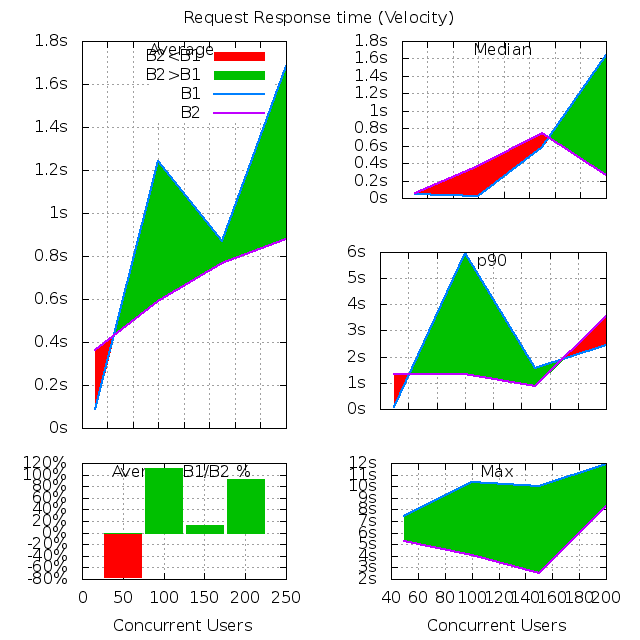 Request Response time (Velocity)
Average
B2<B1
B2>B1
B1
B2
1.8s
1.6s
1.4s
1.2s
1s
0.8s
0.6s
0.4s
0.2s
0s
Median
1.8s
1.6s
1.4s
1.2s
1s
0.8s
0.6s
0.4s
0.2s
0s
p90
6s
5s
4s
3s
2s
1s
0s
B1/B2 %
120%
100%
80%
60%
40%
20%
0%
-20%
-40%
-60%
-80%
0 50 100 150 200 250
Concurrent Users
Max
12s
11s
10s
9s
8s
7s
6s
5s
4s
3s
2s
40 60 80 100 120 140 160 180 200
Concurrent Users